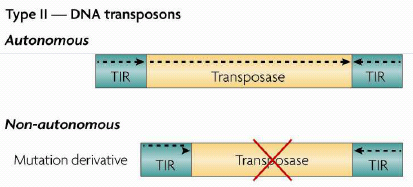 Type II — DNA transposons
Autonomous
TIR Transposase TIR
Non-autonomous
Mutation derivative TIR Transposase TIR